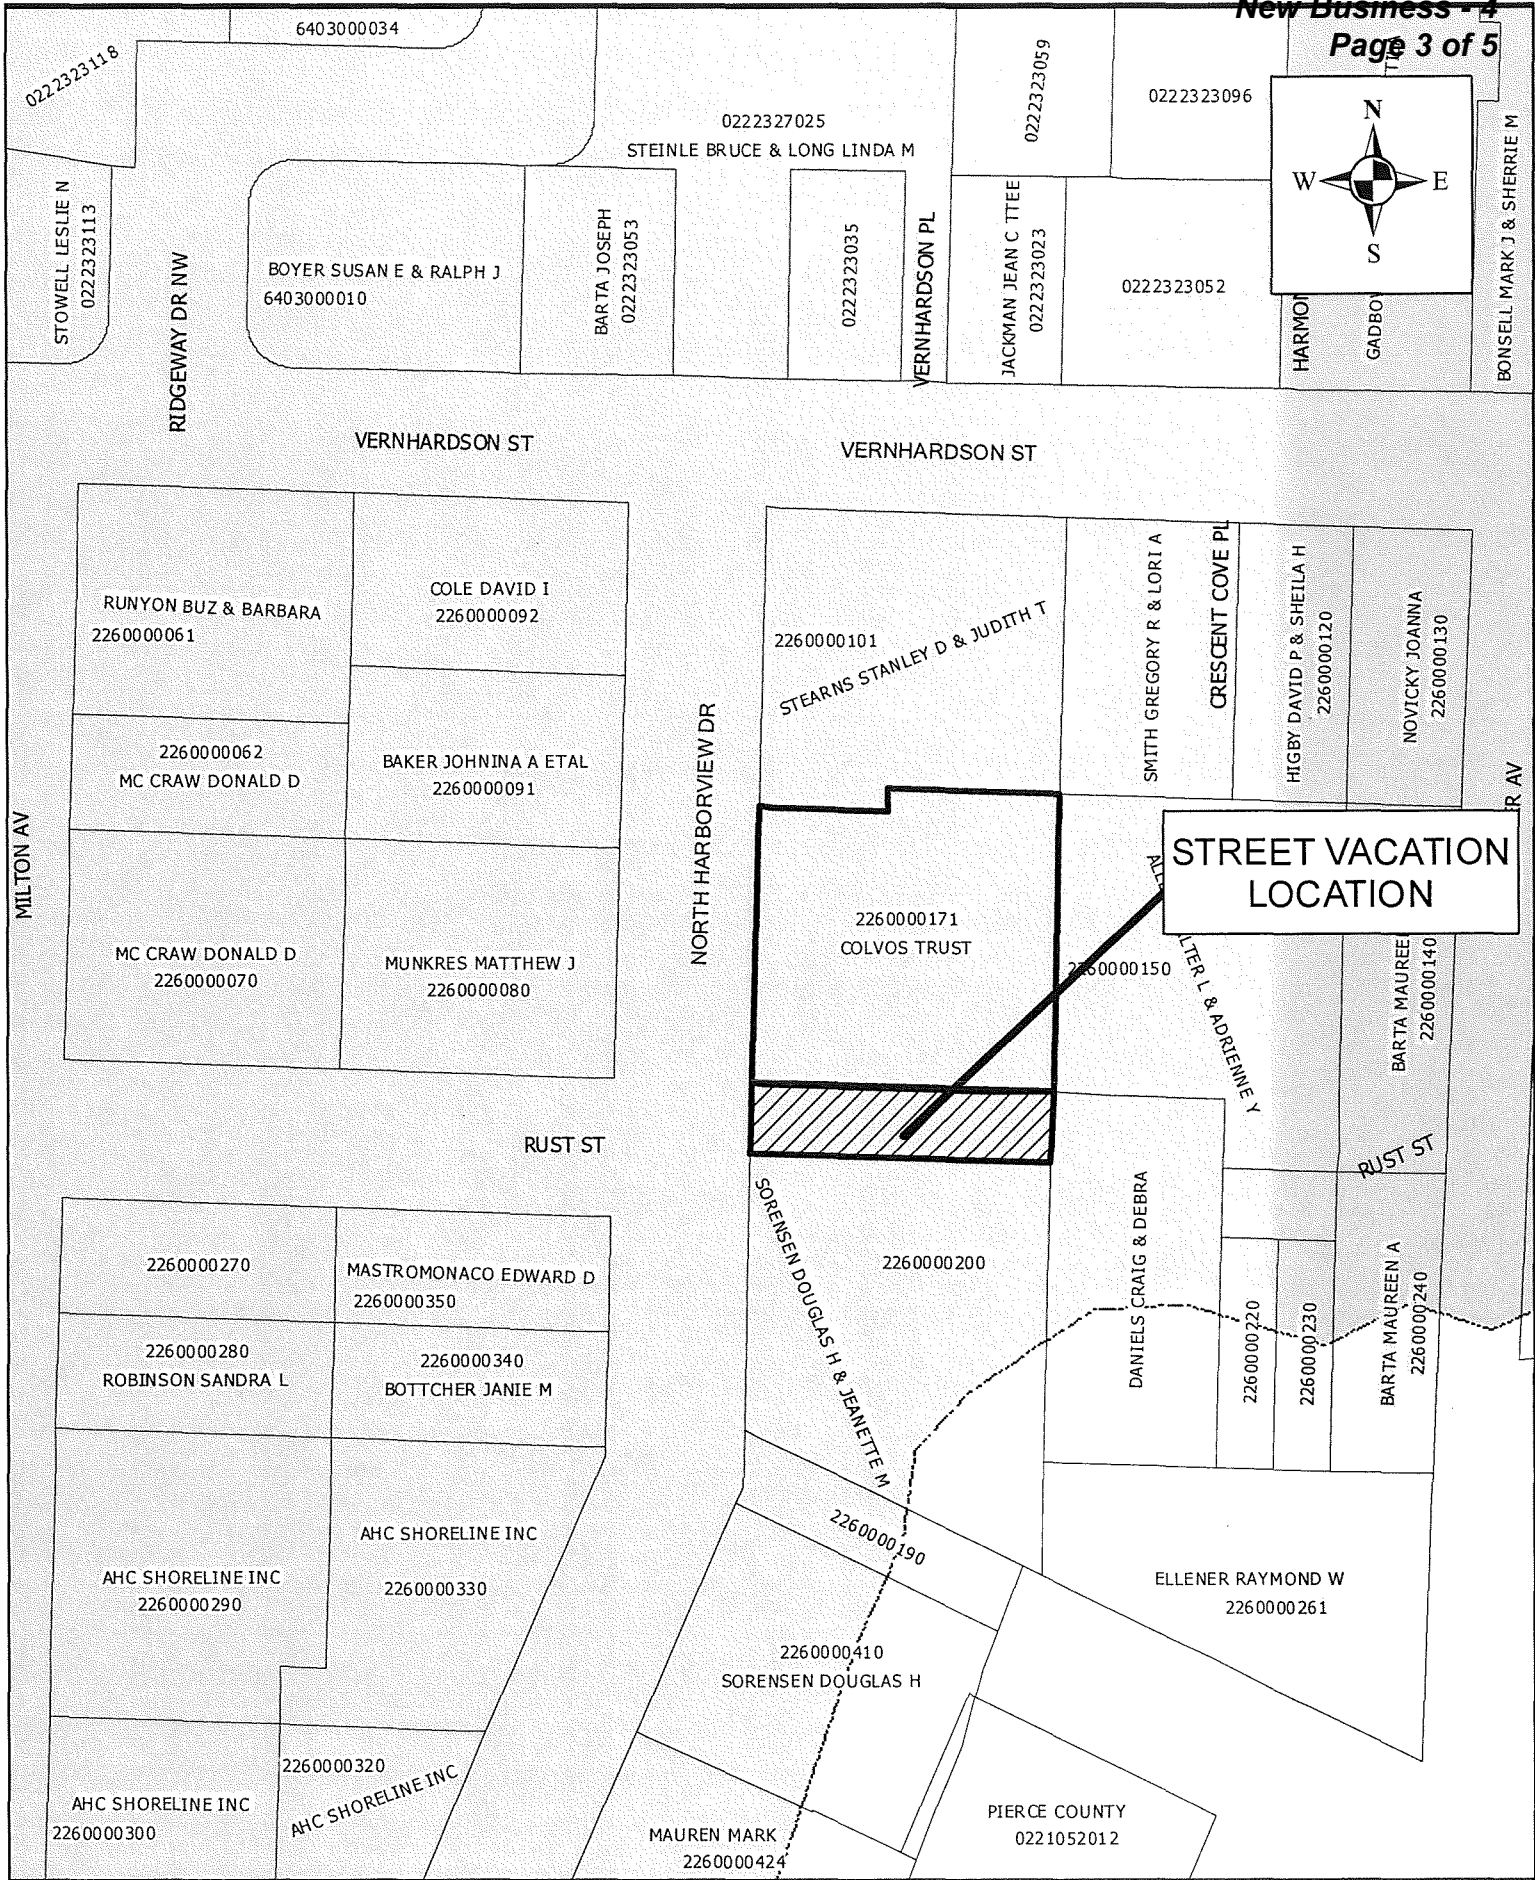 New Business - 4
Page 3 of 5
6403000034
0222323118
0222327025
STEINLE BRUCE & LONG LINDA M
0222323059
0222323096
N
W
E
S
STOWELL LESLIE N
0222323113
RIDGEWAY DR NW
BOYER SUSAN E & RALPH J
6403000010
BARTA JOSEPH
0222323053
0222323035
VERNHARDSON PL
JACKMAN JEAN C TTEE
0222323023
0222323052
BONSELL MARK J & SHERRIE M
VERNHARDSON ST
VERNHARDSON ST
RUNYON BUZ & BARBARA
2260000061
COLE DAVID I
2260000092
2260000101
STEARNS STANLEY D & JUDITH T
SMITH GREGORY R & LORI A
CRESCENT COVE PL
HIGBY DAVID P & SHEILA H
2260000120
NOVICKY JOANNA
2260000130
2260000062
MC CRAW DONALD D
BAKER JOHNINA A ETAL
2260000091
NORTH HARBORVIEW DR
MILTON AV
AV
STREET VACATION
LOCATION
MC CRAW DONALD D
2260000070
MUNKRES MATTHEW J
2260000080
2260000171
COLVOS TRUST
2260000150
L & ADRIENNE Y
BARTA
2260000140
RUST ST
RUST ST
SORENSEN DOUGLAS H & JEANETTE M
2260000200
DANIELS CRAIG & DEBRA
2260000220
2260000230
BARTA MAUREEN A
2260000240
2260000270
MASTROMONACO EDWARD D
2260000350
2260000280
ROBINSON SANDRA L
2260000340
BOTTCHER JANIE M
AHC SHORELINE INC
2260000290
AHC SHORELINE INC
2260000330
2260000190
ELLENER RAYMOND W
2260000261
2260000410
SORENSEN DOUGLAS H
2260000320
AHC SHORELINE INC
AHC SHORELINE INC
2260000300
MAUREN MARK
2260000424
PIERCE COUNTY
0221052012